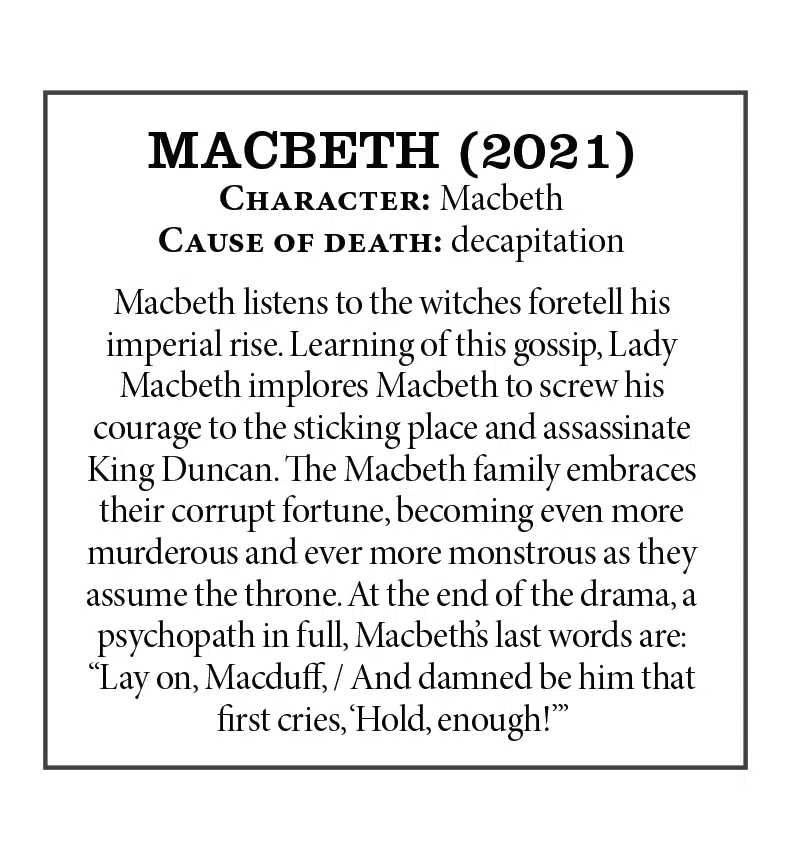 MACBETH (2021)
CHARACTER: Macbeth
CAUSE OF DEATH: decapitation
Macbeth listens to the witches foretell his
imperial rise. Learning of this gossip, Lady
Macbeth implores Macbeth to screw his
courage to the sticking place and assassinate
King Duncan. The Macbeth family embraces
their corrupt fortune, becoming even more
murderous and ever more monstrous as they
assume the throne. At the end of the drama, a
psychopath in full, Macbeth’s last words are:
“Lay on, Macduff, / And damned be him that
first cries, ‘Hold, enough!’”